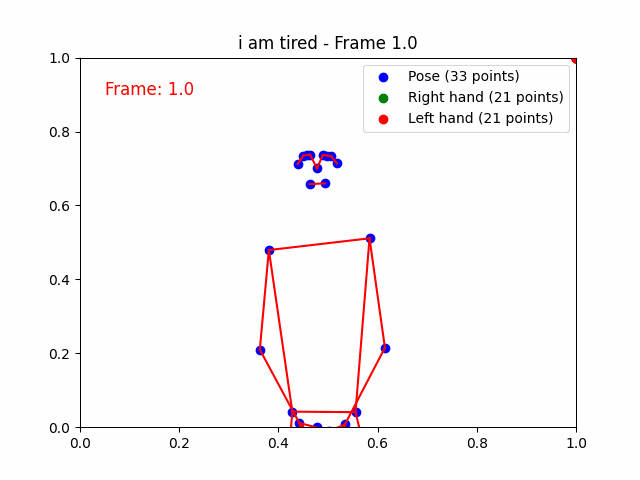 i am tired - Frame 1.0
Frame: 1.0
Pose (33 points)
Right hand (21 points)
Left hand (21 points)
1.0
0.8
0.6
0.4
0.2
0.0
0.0 0.2 0.4 0.6 0.8 1.0